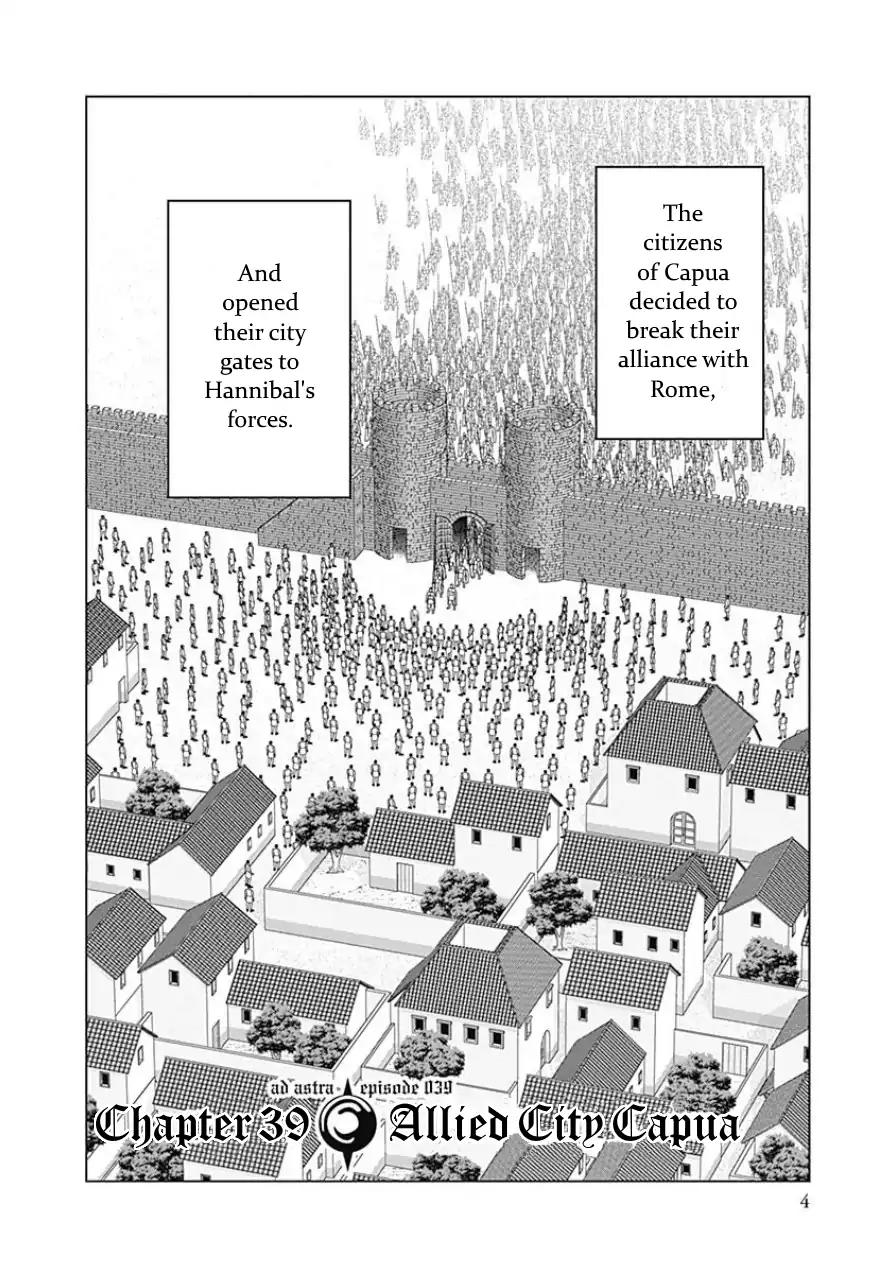 The
citizens
of Capua
decided to
break their
alliance with
Rome,
And
opened
their city
gates to
Hannibal's
forces.
ad astra episode 039
Chapter 39 Allied City Capua
4